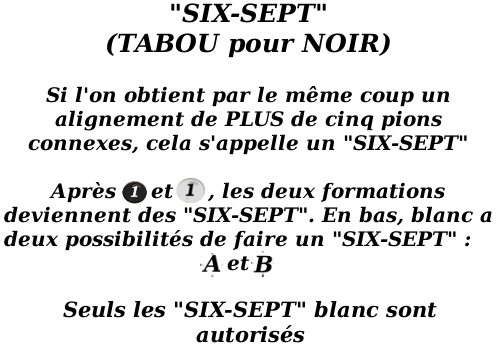 "SIX-SEPT"
(TABOU pour NOIR)
Si l'on obtient par le même coup un
alignement de PLUS de cinq pions
connexes, cela s'appelle un "SIX-SEPT"
Après 1 et 1 , les deux formations
deviennent des "SIX-SEPT". En bas, blanc a
deux possibilités de faire un "SIX-SEPT" :
A et B
Seuls les "SIX-SEPT" blanc sont
autorisés